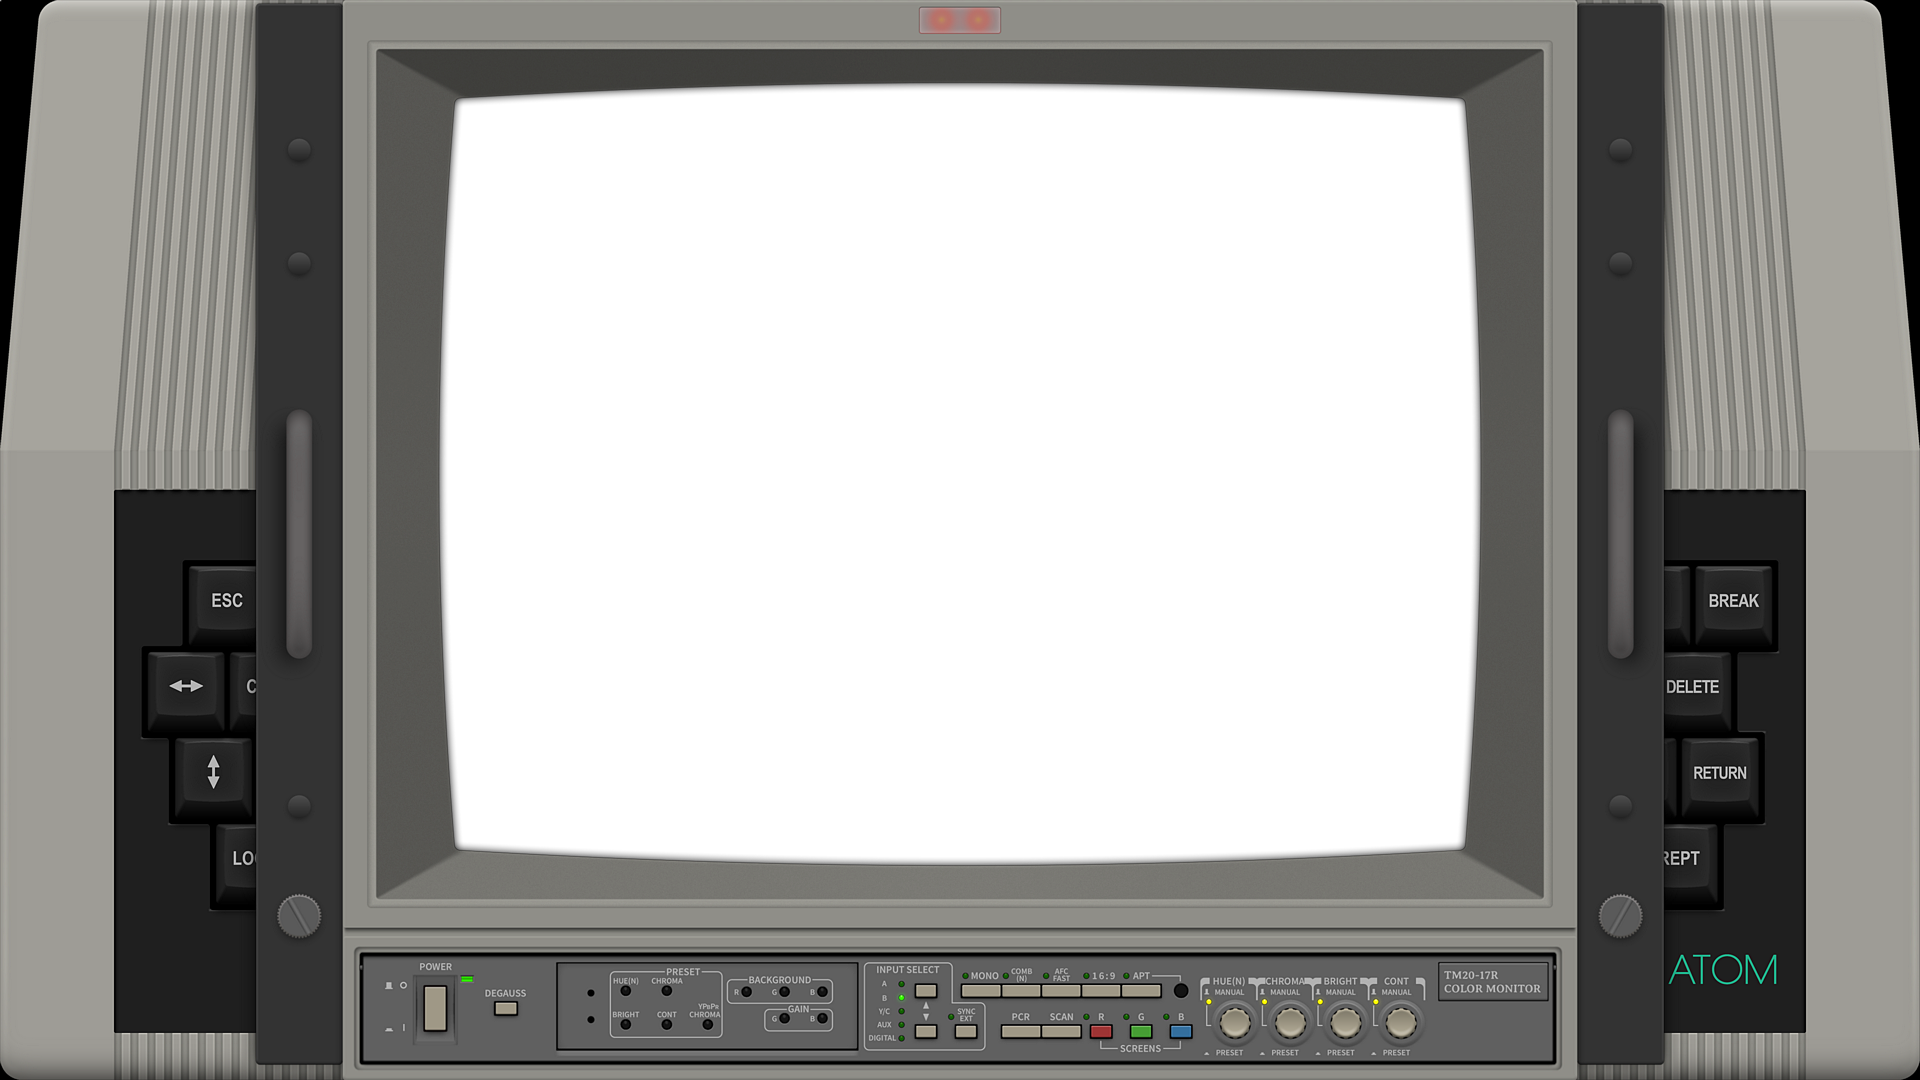 ESC
BREAK
DELETE
RETURN
REPT
ATOM
POWER
DEGAUSS
PRESET
HUE(N)
CHROMA
BRIGHT
CONT
YPBPR
CHROMA
BACKGROUND
R
G
B
GAIN
G
B
INPUT SELECT
A
B
Y/C
AUX
DIGITAL
SYNC
EXT
MONO
COMB
(N)
AFC
FAST
16:9
APT
PCR
SCAN
R
G
B
SCREENS
HUE(N)
MANUAL
PRESET
CHROMA
MANUAL
PRESET
BRIGHT
MANUAL
PRESET
CONT
MANUAL
PRESET
TM20-17R
COLOR MONITOR